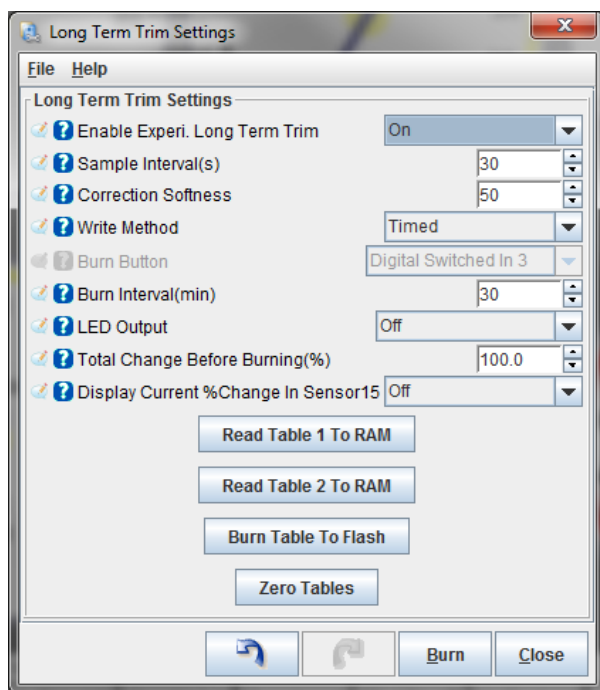 Long Term Trim Settings
File Help
Long Term Trim Settings
Enable Experi. Long Term Trim On
Sample Interval(s) 30
Correction Softness 50
Write Method Timed
Burn Button Digital Switched In 3
Burn Interval(min) 30
LED Output Off
Total Change Before Burning(%) 100.0
Display Current %Change In Sensor15 Off
Read Table 1 To RAM
Read Table 2 To RAM
Burn Table To Flash
Zero Tables
Burn Close